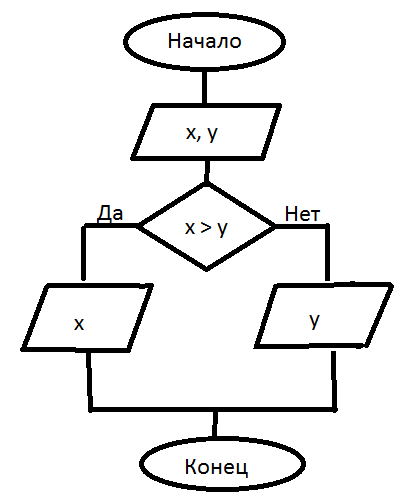 Начало
x, y
Да
x > y
Нет
x
y
Конец